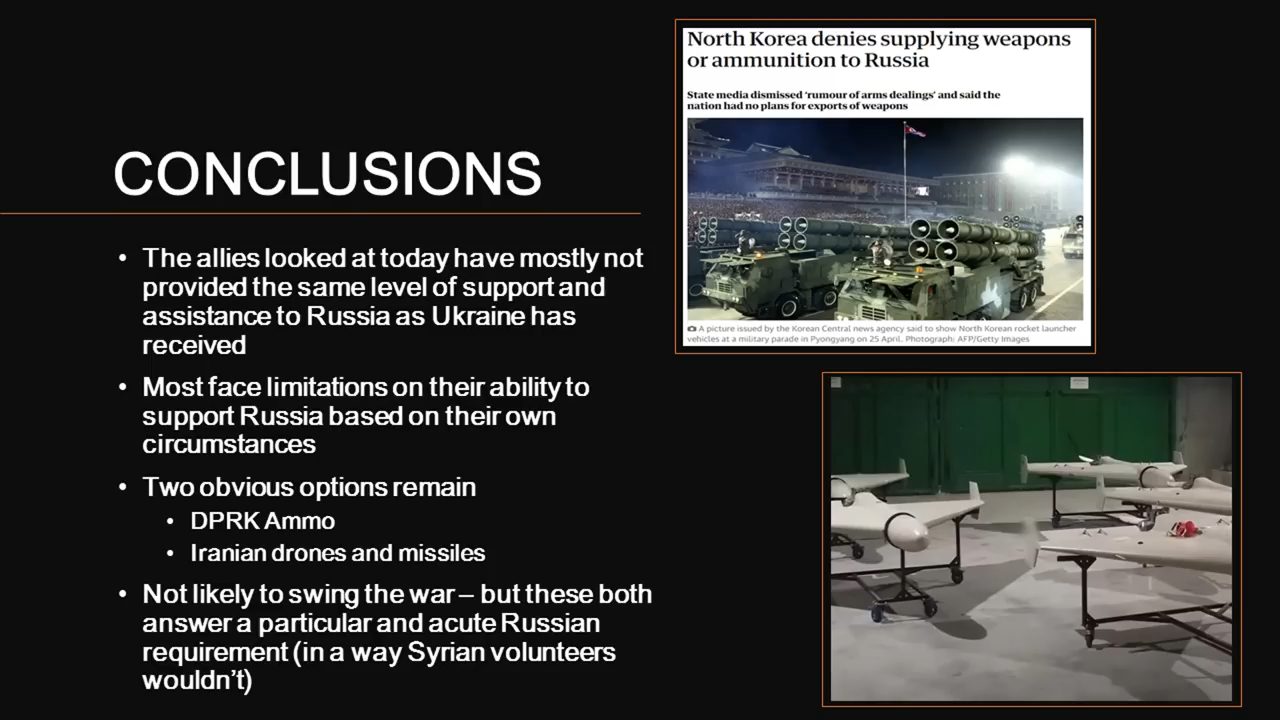 CONCLUSIONS
• The allies looked at today have mostly not
provided the same level of support and
assistance to Russia as Ukraine has
received
• Most face limitations on their ability to
support Russia based on their own
circumstances
• Two obvious options remain
• DPRK Ammo
• Iranian drones and missiles
• Not likely to swing the war – but these both
answer a particular and acute Russian
requirement (in a way Syrian volunteers
wouldn’t)
North Korea denies supplying weapons
or ammunition to Russia
State media dismissed ‘rumour of arms dealings’ and said the
nation had no plans for exports of weapons
A picture issued by the Korean Central news agency said to show North Korean rocket launcher
vehicles at a military parade in Pyongyang on 25 April. Photograph: AFP/Getty Images